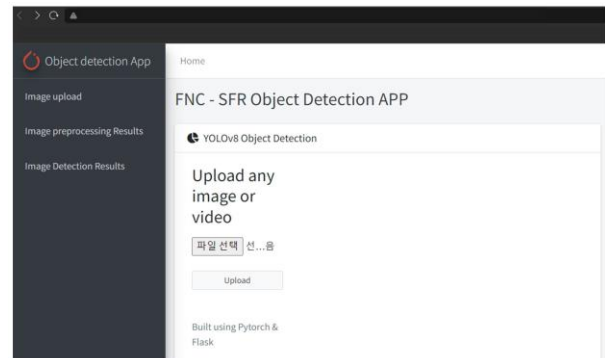 Object detection App
Home
Image upload
Image preprocessing Results
Image Detection Results
FNC - SFR Object Detection APP
YOLOv8 Object Detection
Upload any
image or
video
파일 선택 선...음
Upload
Built using Pytorch &
Flask